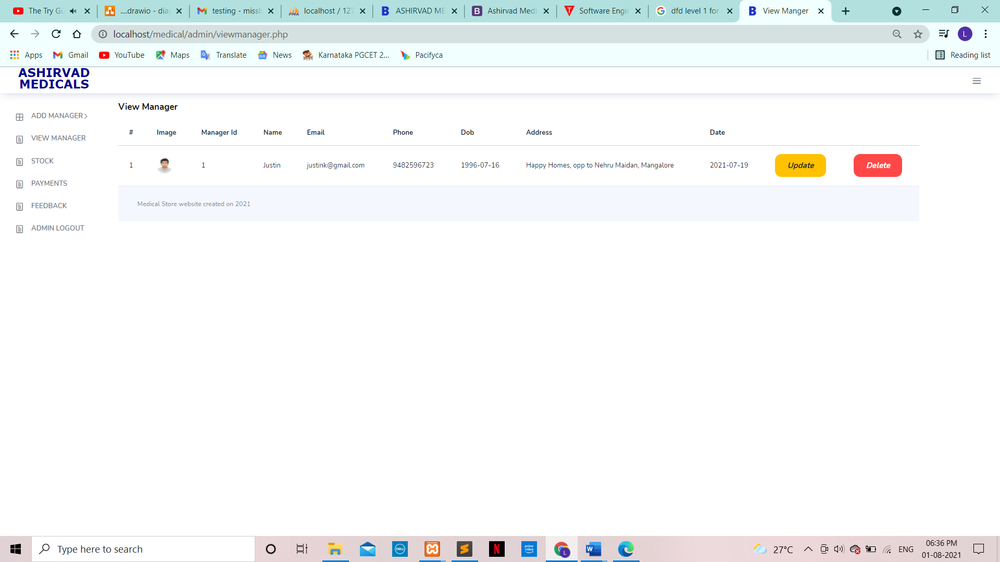 The Try Gu
....drawio - dia
testing - missli
localhost / 127
ASHIRVAD ME
Ashirvad Medi
Software Engin
dfd level 1 for
View Manger
localhost/medical/admin/viewmanager.php
L
Apps
Gmail
YouTube
Maps
Translate
News
Karnataka PGCET 2...
Pacifyca
Reading list
ASHIRVAD
MEDICALS
ADD MANAGER
VIEW MANAGER
STOCK
PAYMENTS
FEEDBACK
ADMIN LOGOUT
View Manager
# Image Manager Id Name Email Phone Dob Address Date
1 1 Justin justink@gmail.com 9482596723 1996-07-16 Happy Homes, opp to Nehru Maidan, Mangalore 2021-07-19 Update Delete
Medical Store website created on 2021
Type here to search
27°C
ENG
06:36 PM
01-08-2021